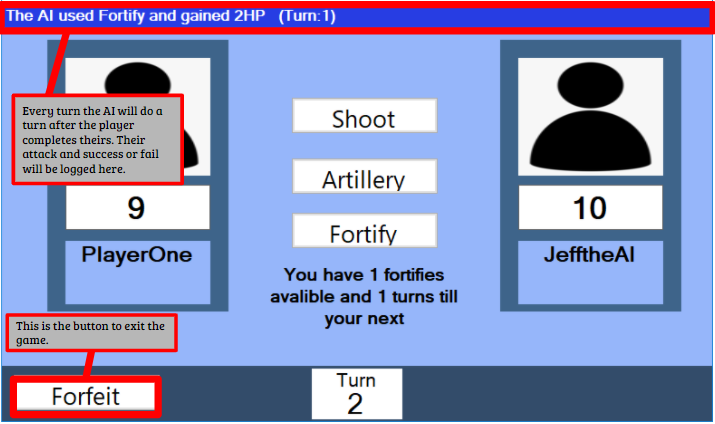 The AI used Fortify and gained 2HP (Turn:1)
Every turn the AI will do a
turn after the player
completes theirs. Their
attack and success or fail
will be logged here.
Shoot
Artillery
Fortify
9
10
PlayerOne
JefftheAI
You have 1 fortifies
avalible and 1 turns till
your next
This is the button to exit the
game.
Forfeit
Turn
2